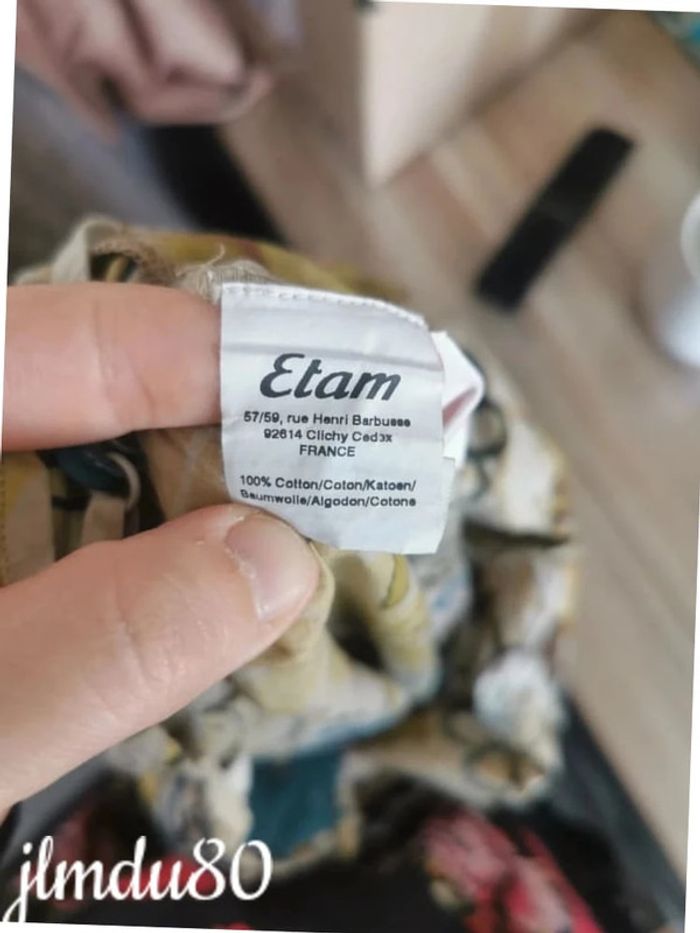 Etam
57/59, rue Henri Barbusse
92614 Clichy Cedex
FRANCE
100% Cotton/Coton/Katoen/
Baumwolle/Algodon/Cotone
jlmdu80